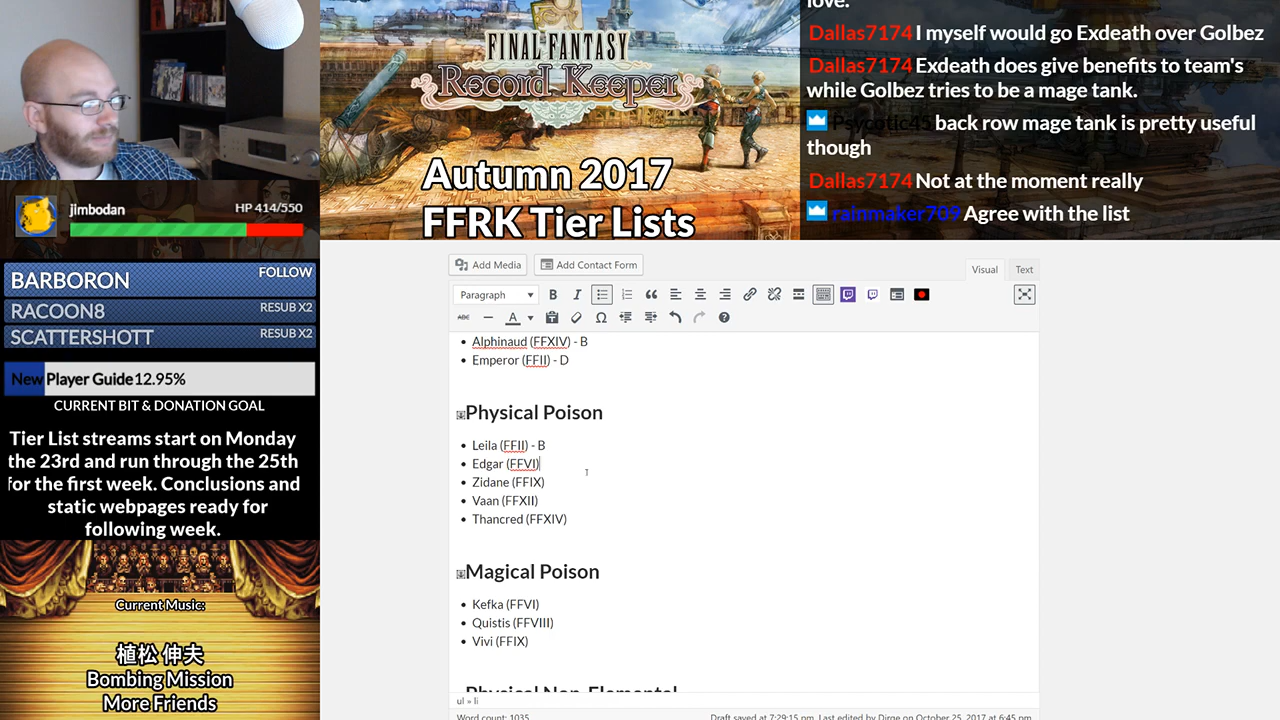 FINAL FANTASY
Record Keeper
Autumn 2017
FFRK Tier Lists
love.
Dallas7174 I myself would go Exdeath over Golbez
Dallas7174 Exdeath does give benefits to team's
while Golbez tries to be a mage tank.
Psycotic45 back row mage tank is pretty useful
though
Dallas7174 Not at the moment really
rainmaker709 Agree with the list
jimbodan HP 414/550
BARBORON FOLLOW
RACOON8 RESUB X2
SCATTERSHOTT RESUB X2
New Player Guide 12.95%
CURRENT BIT & DONATION GOAL
Tier List streams start on Monday
the 23rd and run through the 25th
for the first week. Conclusions and
static webpages ready for
following week.
Current Music:
植松 伸夫
Bombing Mission
More Friends
Add Media Add Contact Form Visual Text
Paragraph
Alphinaud (FFXIV) - B
Emperor (FFII) - D
Physical Poison
Leila (FFII) - B
Edgar (FFVI)
Zidane (FFIX)
Vaan (FFXII)
Thancred (FFXIV)
Magical Poison
Kefka (FFVI)
Quistis (FFVIII)
Vivi (FFIX)
Physical Non-Elemental
ul » li
Word count: 1035 Draft saved at 7:29:15 pm. Last edited by Dirge on October 25, 2017 at 6:45 pm